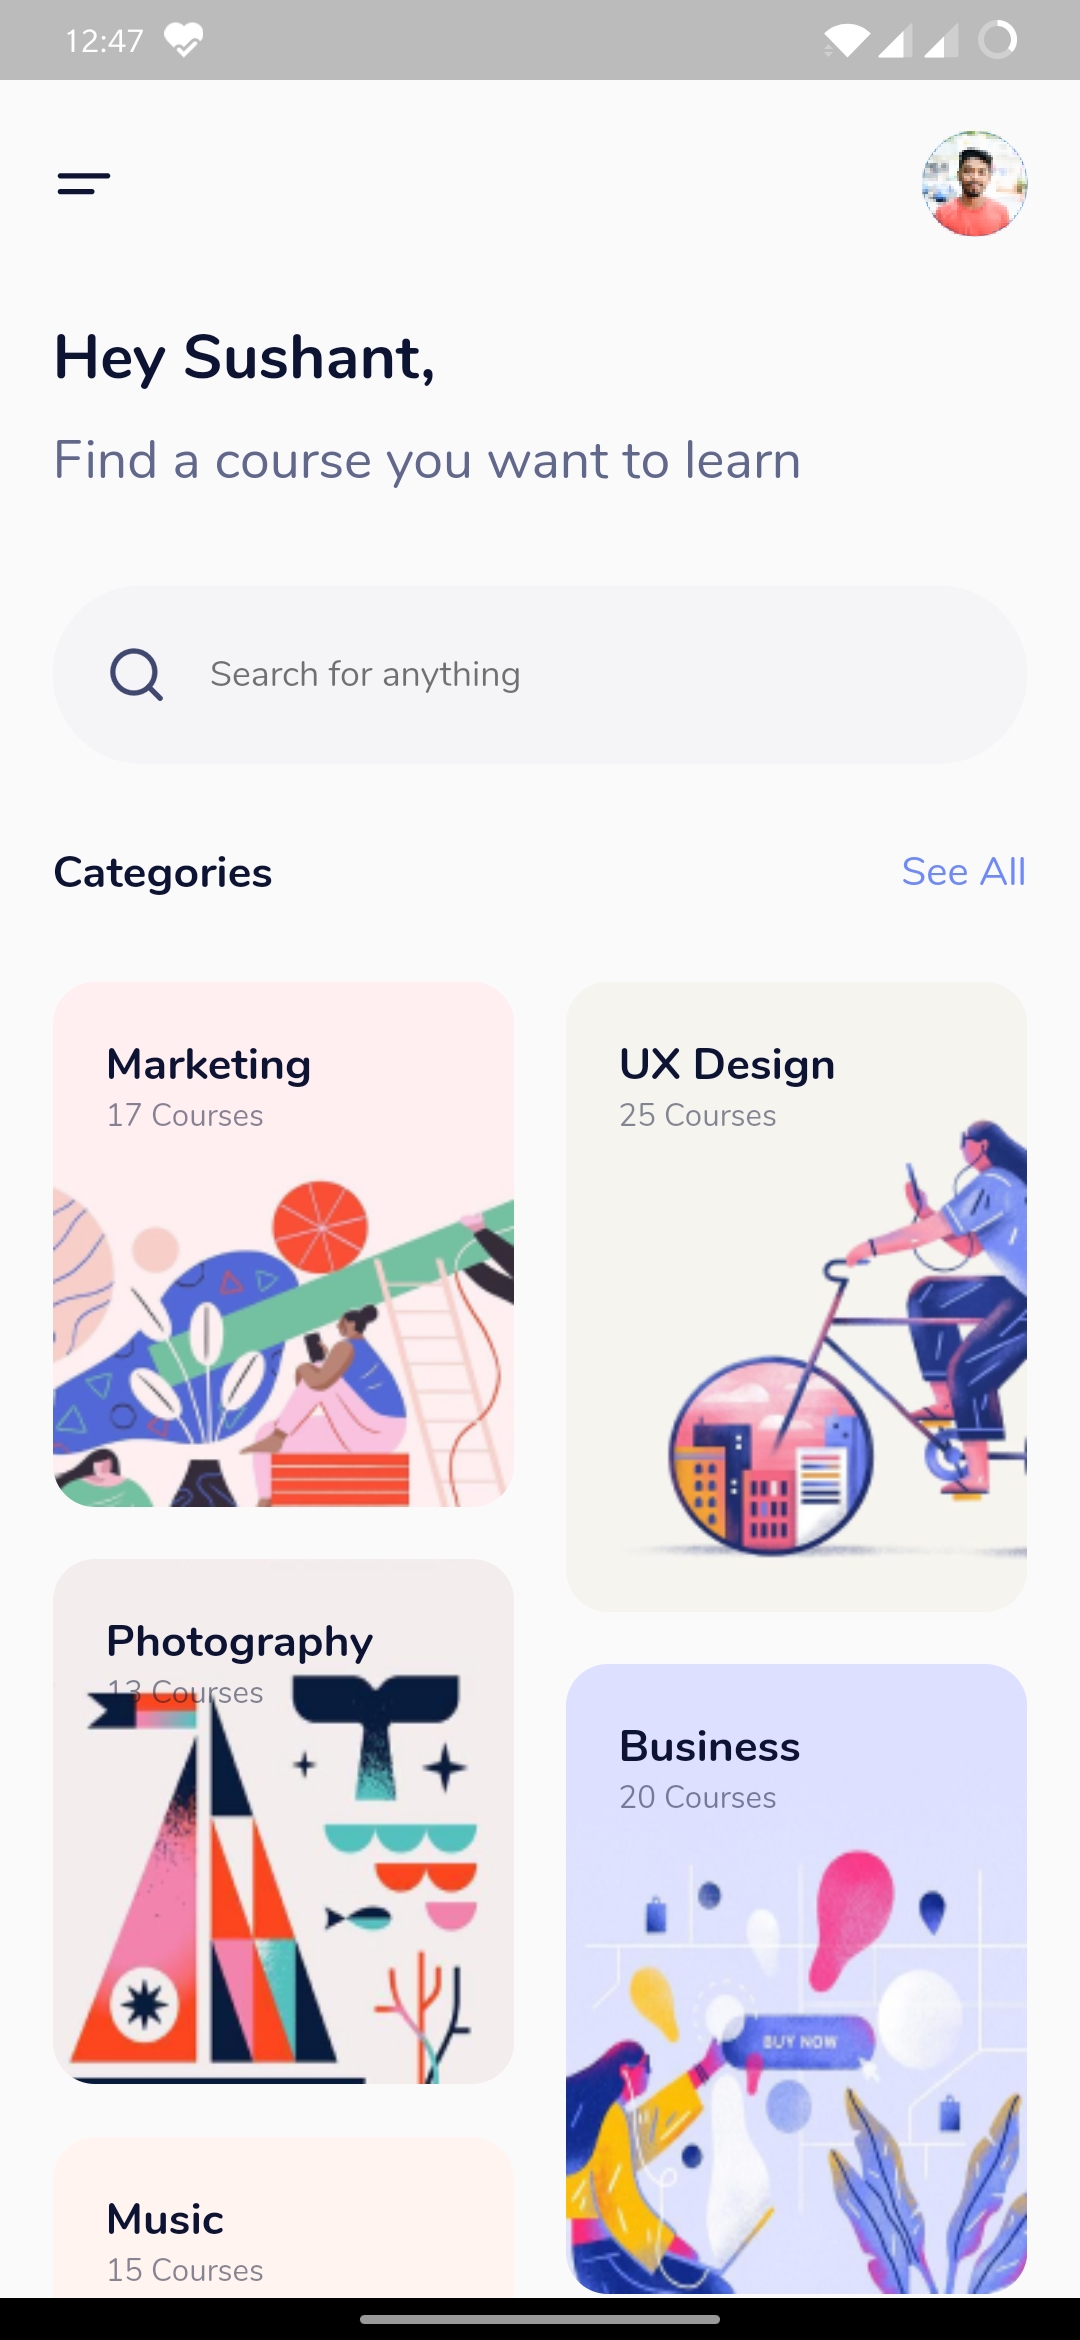 12:47
Hey Sushant,
Find a course you want to learn
Search for anything
Categories
See All
Marketing
17 Courses
UX Design
25 Courses
Photography
13 Courses
Business
20 Courses
BUY NOW
Music
15 Courses